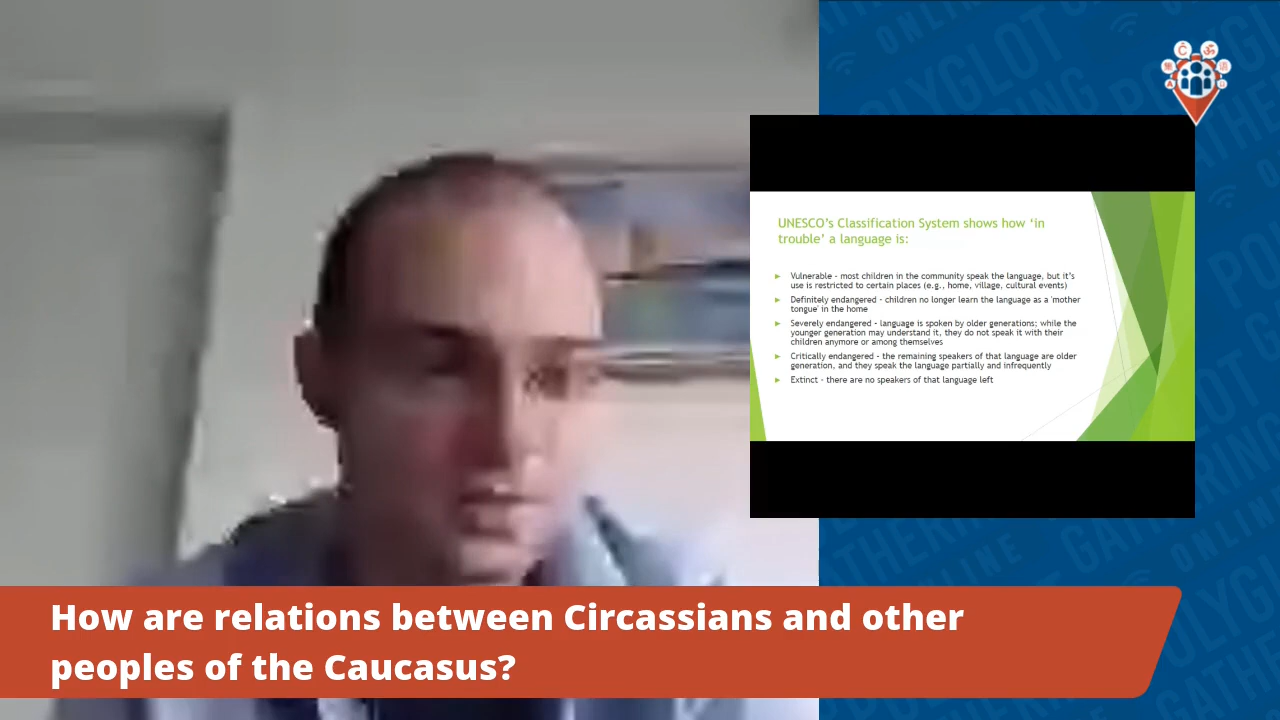 UNESCO's Classification System shows how ‘in
trouble’ a language is:
Vulnerable - most children in the community speak the language, but it's
use is restricted to certain places (e.g., home, village, cultural events)
Definitely endangered - children no longer learn the language as a 'mother
tongue' in the home
Severely endangered - language is spoken by older generations; while the
younger generation may understand it, they do not speak it with their
children anymore or among themselves
Critically endangered - the remaining speakers of that language are older
generation, and they speak the language partially and infrequently
Extinct - there are no speakers of that language left
How are relations between Circassians and other
peoples of the Caucasus?